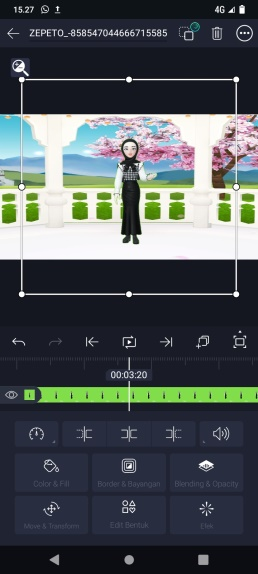 15.27
4G
ZEPETO_-858547044666715585
00:03:20
Color & Fill
Border & Bayangan
Blending & Opacity
Move & Transform
Edit Bentuk
Efek